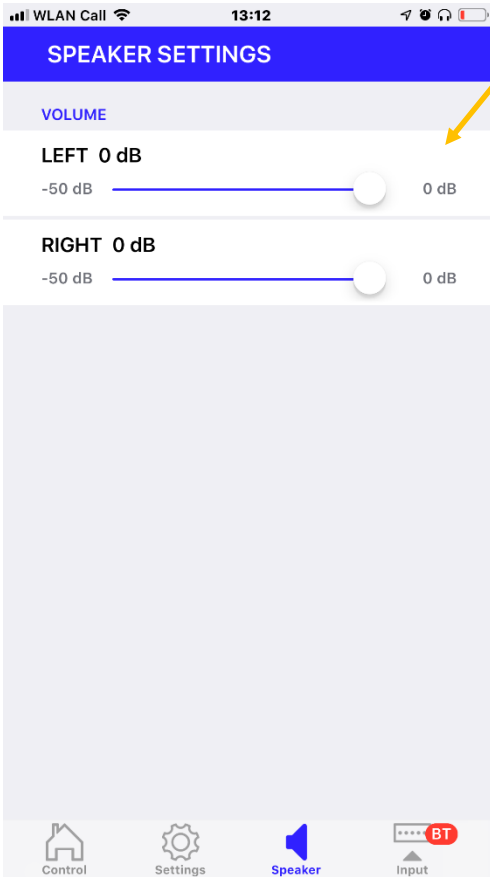 WLAN Call 13:12
SPEAKER SETTINGS
VOLUME
LEFT 0 dB
-50 dB 0 dB
RIGHT 0 dB
-50 dB 0 dB
BT
Control Settings Speaker Input